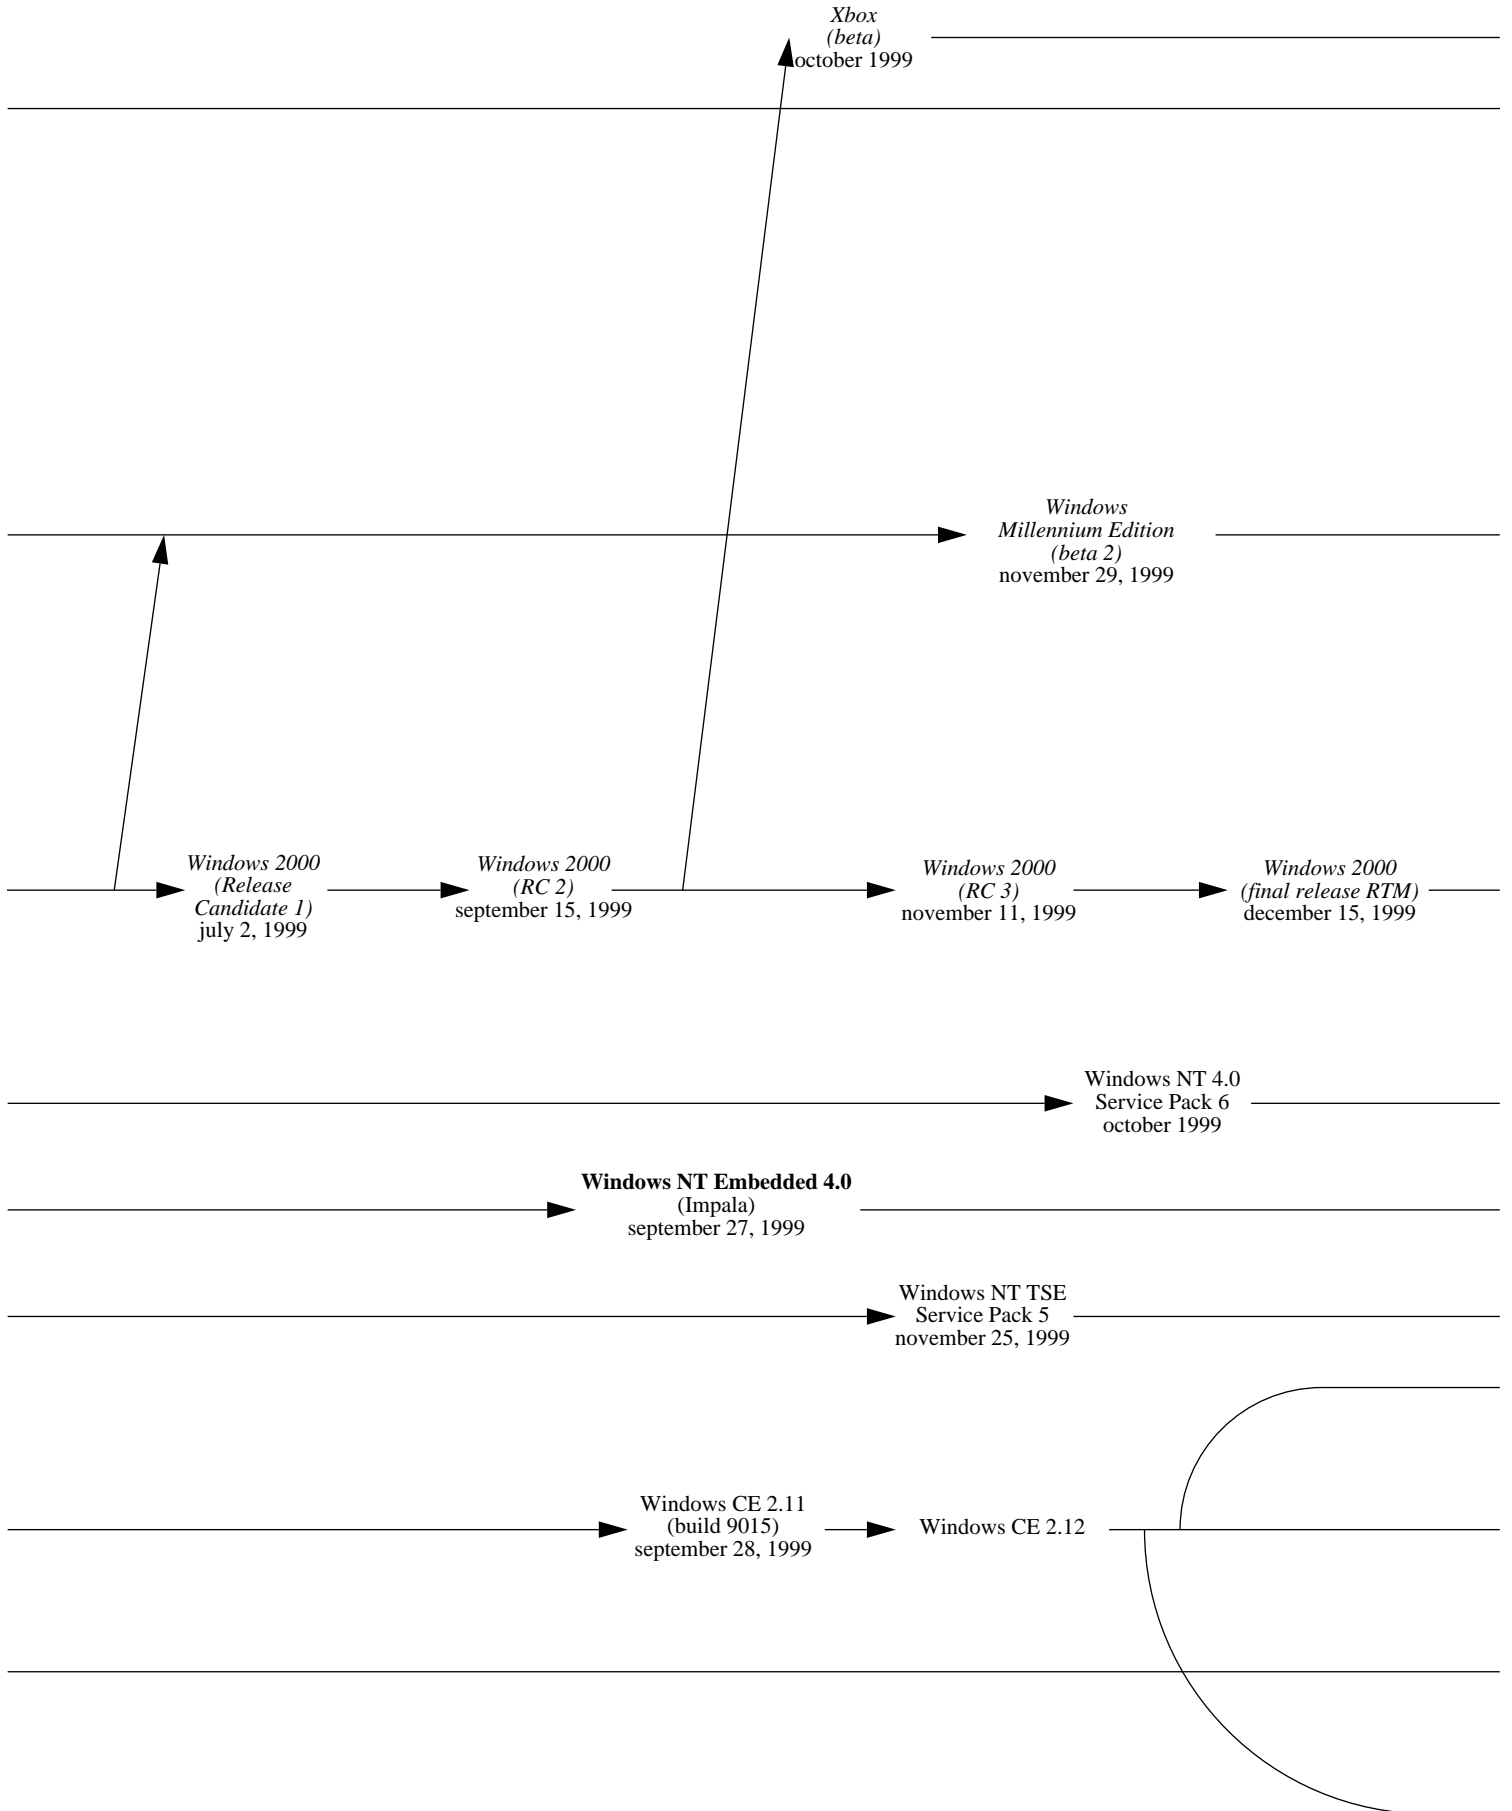 Xbox
(beta)
october 1999
Windows
Millennium Edition
(beta 2)
november 29, 1999
Windows 2000
(Release
Candidate 1)
july 2, 1999
Windows 2000
(RC 2)
september 15, 1999
Windows 2000
(RC 3)
november 11, 1999
Windows 2000
(final release RTM)
december 15, 1999
Windows NT 4.0
Service Pack 6
october 1999
Windows NT Embedded 4.0
(Impala)
september 27, 1999
Windows NT TSE
Service Pack 5
november 25, 1999
Windows CE 2.11
(build 9015)
september 28, 1999
Windows CE 2.12